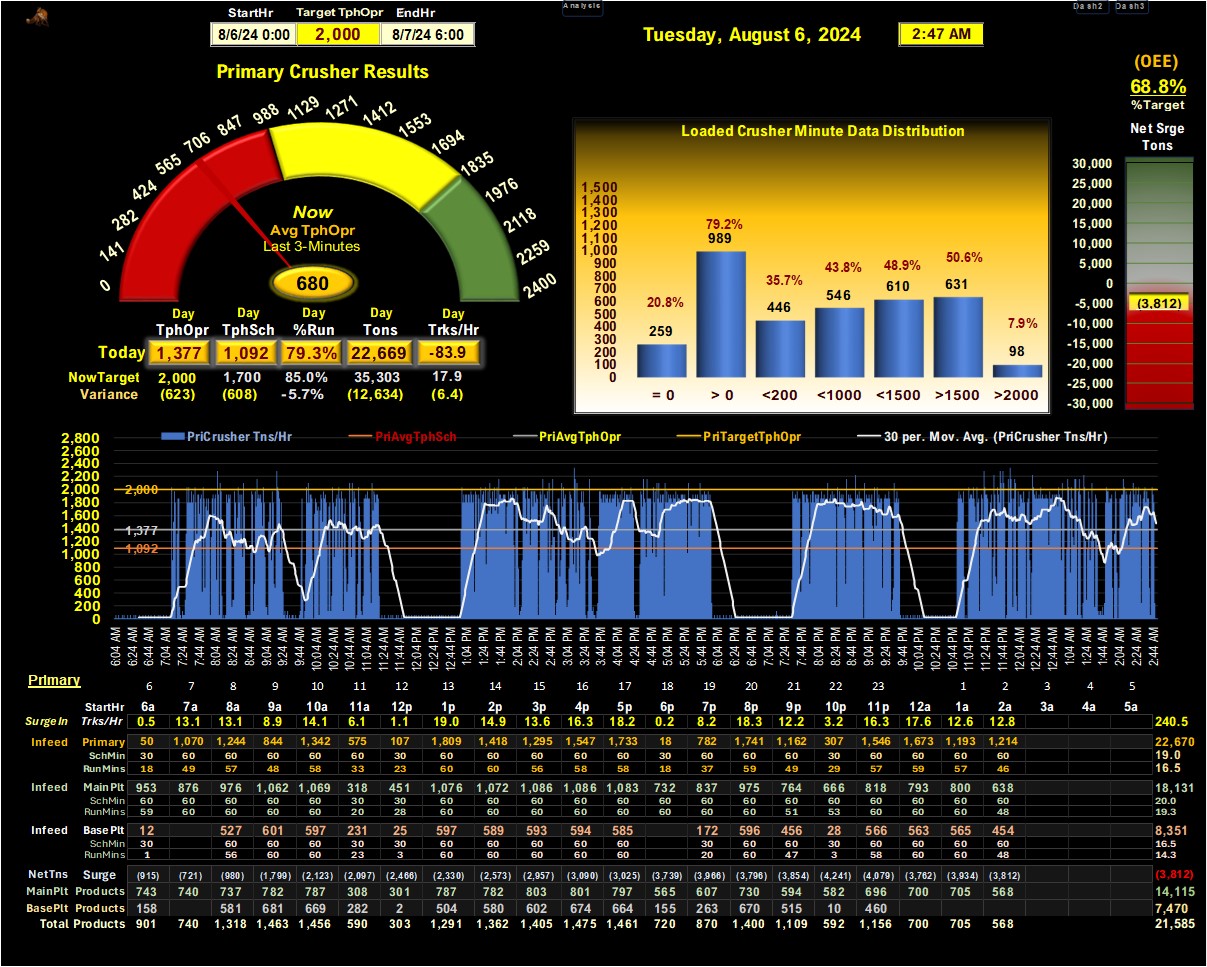 Analysis
Dash2 Dash3
StartHr Target TphOpr EndHr
8/6/24 0:00 2,000 8/7/24 6:00
Tuesday, August 6, 2024 2:47 AM
Primary Crusher Results
0 141 282 424 565 706 847 988 1129 1271 1412 1553 1694 1835 1976 2118 2259 2400
Now
Avg TphOpr
Last 3-Minutes
680
Day Day Day Day Day
TphOpr TphSch %Run Tons Trks/Hr
Today 1,377 1,092 79.3% 22,669 -83.9
NowTarget 2,000 1,700 85.0% 35,303 17.9
Variance (623) (608) -5.7% (12,634) (6.4)
Loaded Crusher Minute Data Distribution
1,500
1,400
1,300
1,200
1,100
1,000
900
800
700
600
500
400
300
200
100
0
20.8% 79.2% 35.7% 43.8% 48.9% 50.6% 7.9%
259 989 446 546 610 631 98
= 0 > 0 <200 <1000 <1500 >1500 >2000
(OEE)
68.8%
%Target
Net Srge
Tons
30,000
25,000
20,000
15,000
10,000
5,000
0
-5,000
-10,000
-15,000
-20,000
-25,000
-30,000
(3,812)
PriCrusher Tns/Hr PriAvgTphSch PriAvgTphOpr PriTargetTphOpr 30 per. Mov. Avg. (PriCrusher Tns/Hr)
2,800
2,600
2,400
2,200
2,000
1,800
1,600
1,400
1,200
1,000
800
600
400
200
0
2,000
1,377
1,092
6:04 AM 6:24 AM 6:44 AM 7:04 AM 7:24 AM 7:44 AM 8:04 AM 8:24 AM 8:44 AM 9:04 AM 9:24 AM 9:44 AM 10:04 AM 10:24 AM 10:44 AM 11:04 AM 11:24 AM 11:44 AM 12:04 PM 12:24 PM 12:44 PM 1:04 PM 1:24 PM 1:44 PM 2:04 PM 2:24 PM 2:44 PM 3:04 PM 3:24 PM 3:44 PM 4:04 PM 4:24 PM 4:44 PM 5:04 PM 5:24 PM 5:44 PM 6:04 PM 6:24 PM 6:44 PM 7:04 PM 7:24 PM 7:44 PM 8:04 PM 8:24 PM 8:44 PM 9:04 PM 9:24 PM 9:44 PM 10:04 PM 10:24 PM 10:44 PM 11:04 PM 11:24 PM 11:44 PM 12:04 AM 12:24 AM 12:44 AM 1:04 AM 1:24 AM 1:44 AM 2:04 AM 2:24 AM 2:44 AM
Primary
6 7 8 9 10 11 12 13 14 15 16 17 18 19 20 21 22 23 1 2 3 4 5
StartHr 6a 7a 8a 9a 10a 11a 12p 1p 2p 3p 4p 5p 6p 7p 8p 9p 10p 11p 12a 1a 2a 3a 4a 5a
SurgeIn Trks/Hr 0.5 13.1 13.1 8.9 14.1 6.1 1.1 19.0 14.9 13.6 16.3 18.2 0.2 8.2 18.3 12.2 3.2 16.3 17.6 12.6 12.8 240.5
Infeed Primary 50 1,070 1,244 844 1,342 575 107 1,809 1,418 1,295 1,547 1,733 18 782 1,741 1,162 307 1,546 1,673 1,193 1,214 22,670
SchMin 30 60 60 60 60 30 30 60 60 60 60 60 30 60 60 60 30 60 60 60 60 19.0
RunMins 18 49 57 48 58 33 23 60 60 56 58 58 18 37 59 49 29 57 59 57 46 16.5
Infeed MainPlt 953 876 976 1,062 1,069 318 451 1,076 1,072 1,086 1,086 1,083 732 837 975 764 666 818 793 800 638 18,131
SchMin 60 60 60 60 60 30 30 60 60 60 60 60 60 60 60 60 60 60 60 60 60 20.0
RunMins 59 60 60 60 60 20 28 60 60 60 60 60 60 60 60 51 53 60 60 60 48 19.3
Infeed BasePlt 12 527 601 597 231 25 597 589 593 594 585 172 596 456 28 566 563 565 454 8,351
SchMin 30 60 60 60 30 30 60 60 60 60 60 30 60 60 30 60 60 60 60 16.5
RunMins 1 56 60 60 23 3 60 60 60 60 60 20 60 47 3 58 60 60 48 14.3
NetTns Surge (915) (721) (980) (1,799) (2,123) (2,097) (2,466) (2,330) (2,573) (2,957) (3,090) (3,025) (3,739) (3,966) (3,796) (3,854) (4,241) (4,079) (3,762) (3,934) (3,812) (3,812)
MainPlt Products 743 740 737 782 787 308 301 787 782 803 801 797 565 607 730 594 582 696 700 705 568 14,115
BasePlt Products 158 581 681 669 282 2 504 580 602 674 664 155 263 670 515 10 460 7,470
Total Products 901 740 1,318 1,463 1,456 590 303 1,291 1,362 1,405 1,475 1,461 720 870 1,400 1,109 592 1,156 700 705 568 21,585